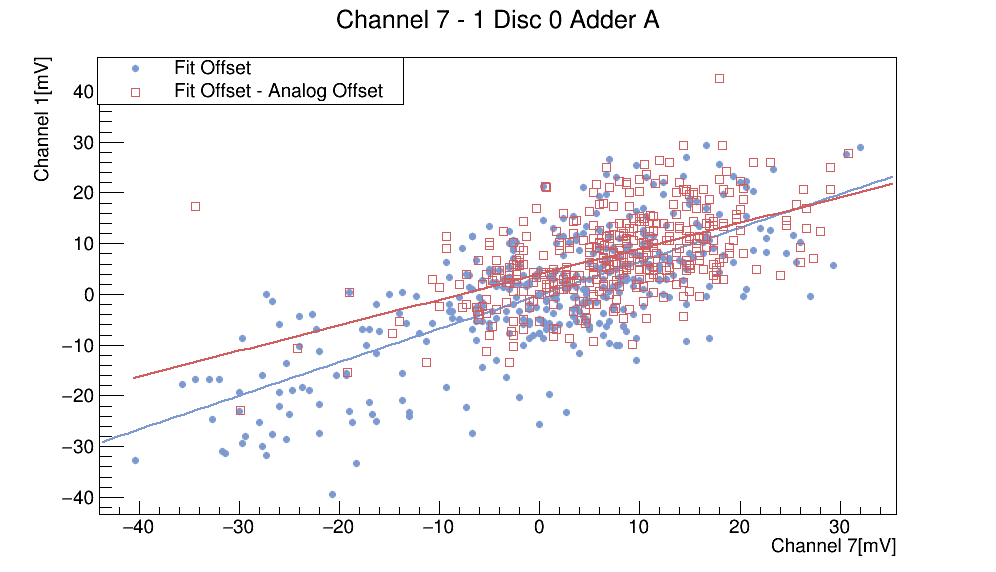 Channel 7 - 1 Disc 0 Adder A
Channel 1[mV]
Fit Offset
Fit Offset - Analog Offset
40
30
20
10
0
−10
−20
−30
−40
−40 −30 −20 −10 0 10 20 30
Channel 7[mV]